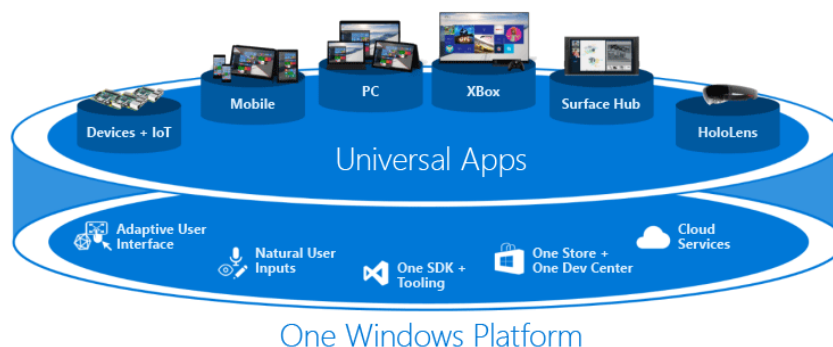 Devices + IoT
Mobile
PC
XBox
Surface Hub
HoloLens
Universal Apps
Adaptive User
Interface
Natural User
Inputs
One SDK +
Tooling
One Store +
One Dev Center
Cloud
Services
One Windows Platform